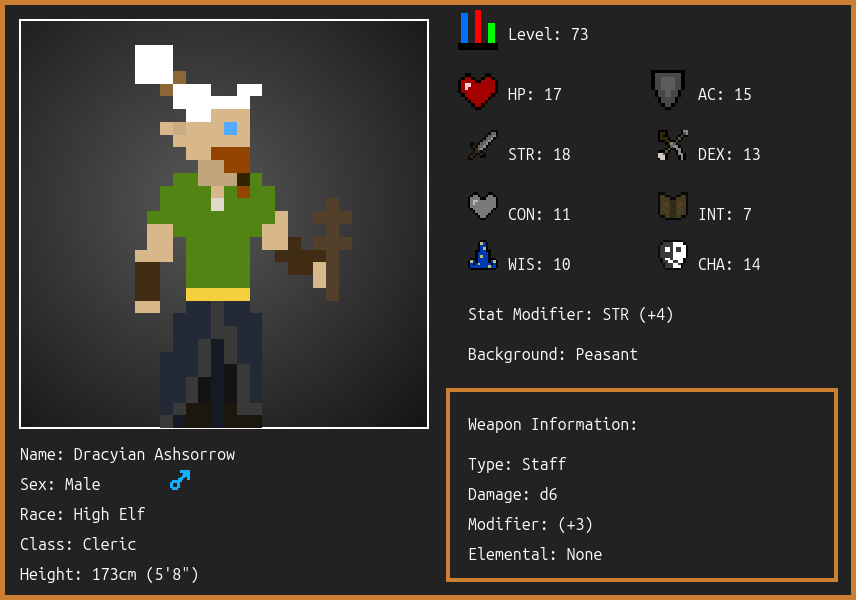 Level: 73
HP: 17
AC: 15
STR: 18
DEX: 13
CON: 11
INT: 7
WIS: 10
CHA: 14
Stat Modifier: STR (+4)
Background: Peasant
Weapon Information:
Type: Staff
Damage: d6
Modifier: (+3)
Elemental: None
Name: Dracyian Ashsorrow
Sex: Male
Race: High Elf
Class: Cleric
Height: 173cm (5'8")